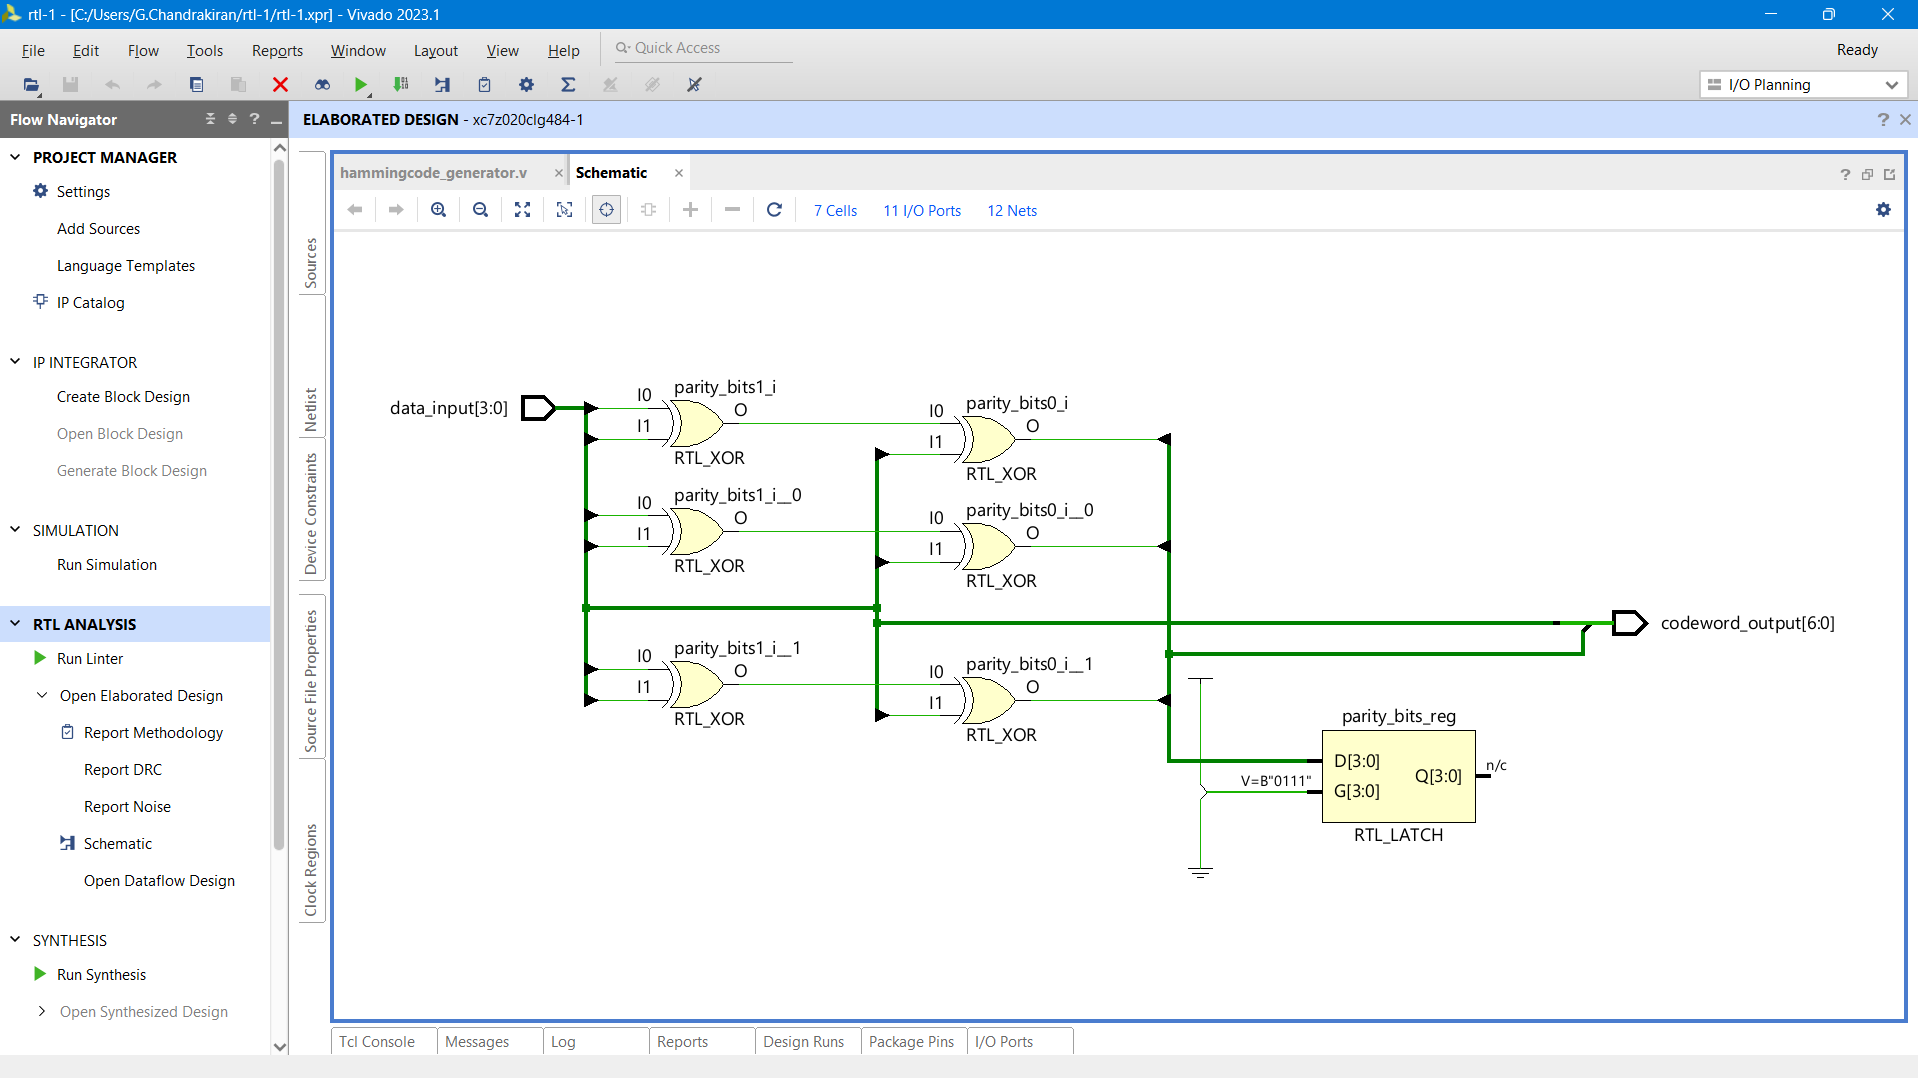 rtl-1 - [C:/Users/G.Chandrakiran/rtl-1/rtl-1.xpr] - Vivado 2023.1
File Edit Flow Tools Reports Window Layout View Help Quick Access Ready
I/O Planning
Flow Navigator
ELABORATED DESIGN - xc7z020clg484-1
PROJECT MANAGER
Settings
Add Sources
Language Templates
IP Catalog
IP INTEGRATOR
Create Block Design
Open Block Design
Generate Block Design
SIMULATION
Run Simulation
RTL ANALYSIS
Run Linter
Open Elaborated Design
Report Methodology
Report DRC
Report Noise
Schematic
Open Dataflow Design
SYNTHESIS
Run Synthesis
Open Synthesized Design
Sources
Netlist
Device Constraints
Source File Properties
Clock Regions
hammingcode_generator.v Schematic
7 Cells 11 I/O Ports 12 Nets
data_input[3:0]
parity_bits1_i
I0
I1
O
RTL_XOR
parity_bits0_i
I0
I1
O
RTL_XOR
parity_bits1_i__0
I0
I1
O
RTL_XOR
parity_bits0_i__0
I0
I1
O
RTL_XOR
parity_bits1_i__1
I0
I1
O
RTL_XOR
parity_bits0_i__1
I0
I1
O
RTL_XOR
codeword_output[6:0]
parity_bits_reg
V=B"0111"
D[3:0]
G[3:0]
Q[3:0]
n/c
RTL_LATCH
Tcl Console Messages Log Reports Design Runs Package Pins I/O Ports